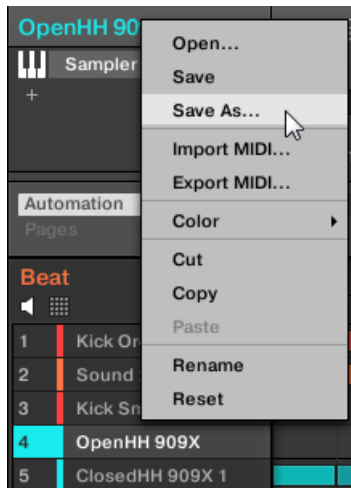 OpenHH 90
Sampler
+
Automation
Pages
Beat
1 Kick Or
2 Sound
3 Kick Sn
4 OpenHH 909X
5 ClosedHH 909X 1
Open...
Save
Save As...
Import MIDI...
Export MIDI...
Color
Cut
Copy
Paste
Rename
Reset